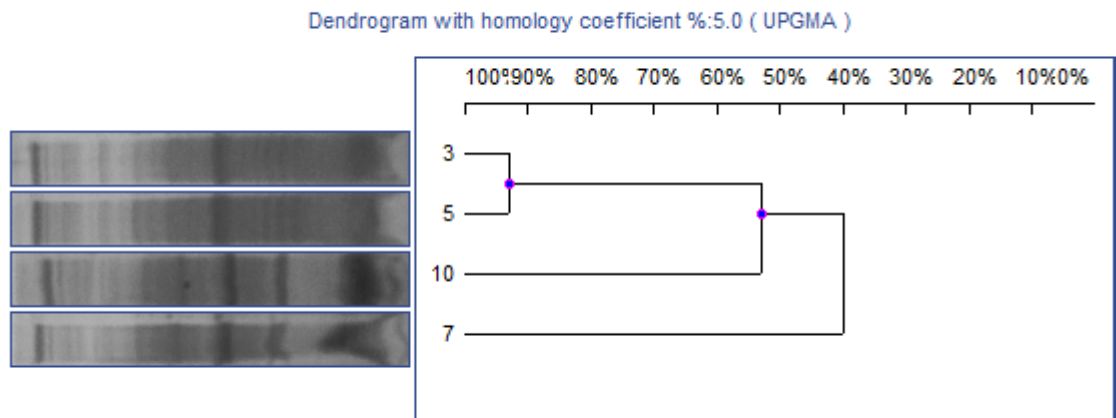 Dendrogram with homology coefficient %:5.0 ( UPGMA )
100%90% 80% 70% 60% 50% 40% 30% 20% 10%0%
3
5
10
7